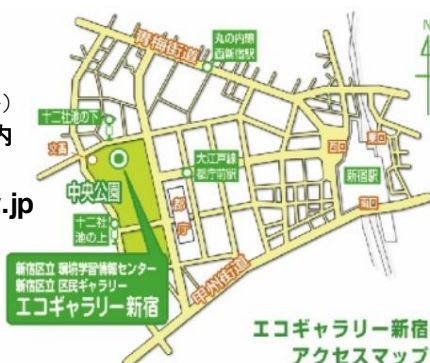 青梅街道
丸の内線
西新宿駅
N
十二社池の下
内
交番
大江戸線
都庁前駅
西口
東口
新宿駅
南口
中央公園
都
庁
.jp
十二社
池の上
甲州街道
新宿区立 環境学習情報センター
新宿区立 区民ギャラリー
エコギャラリー新宿
エコギャラリー新宿
アクセスマップ